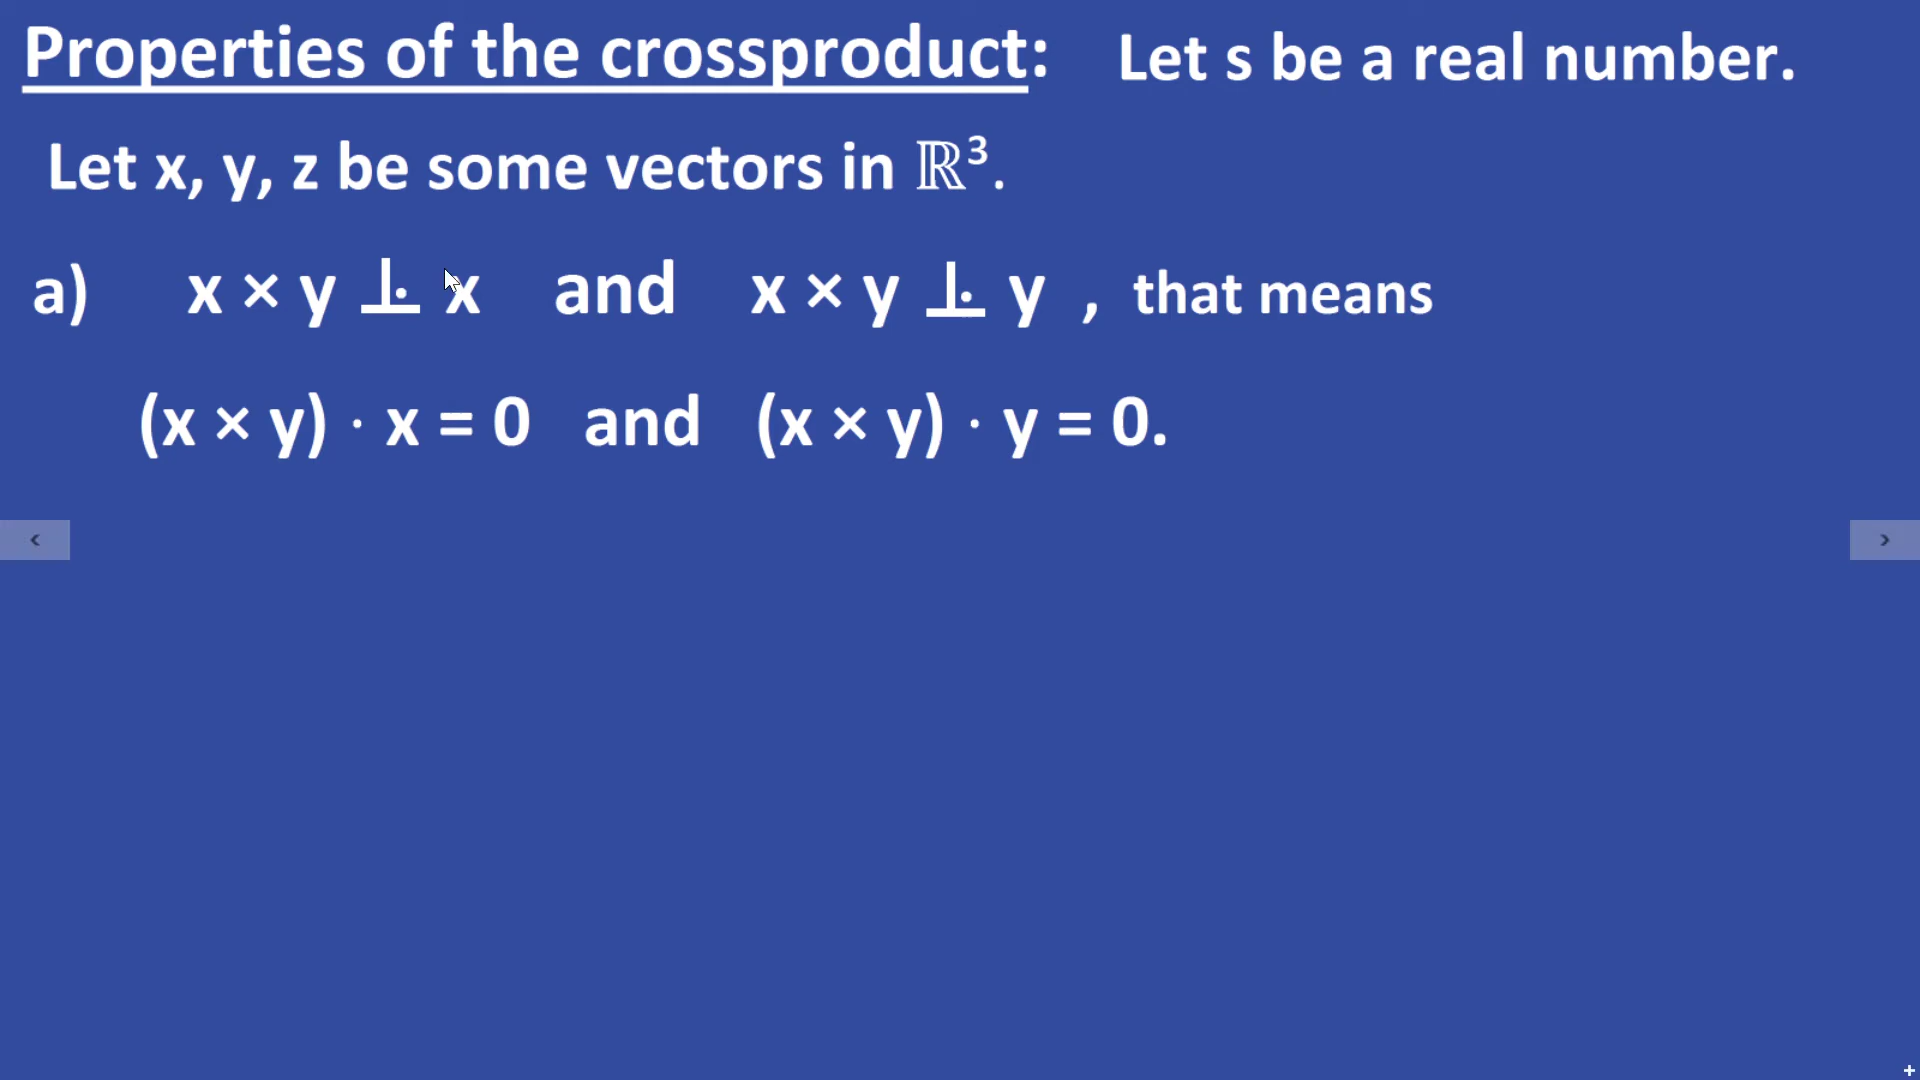 Properties of the crossproduct: Let s be a real number.
Let x, y, z be some vectors in ℝ³.
a) x × y ⊥ x and x × y ⊥ y , that means
(x × y) · x = 0 and (x × y) · y = 0.